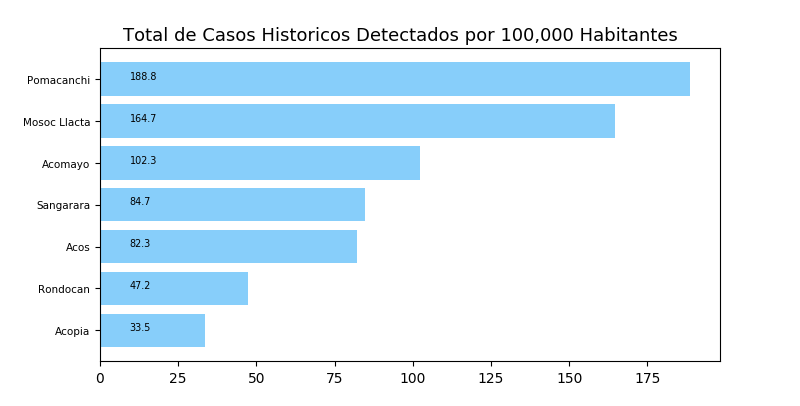 Total de Casos Historicos Detectados por 100,000 Habitantes
Pomacanchi 188.8
Mosoc Llacta 164.7
Acomayo 102.3
Sangarara 84.7
Acos 82.3
Rondocan 47.2
Acopia 33.5
0 25 50 75 100 125 150 175